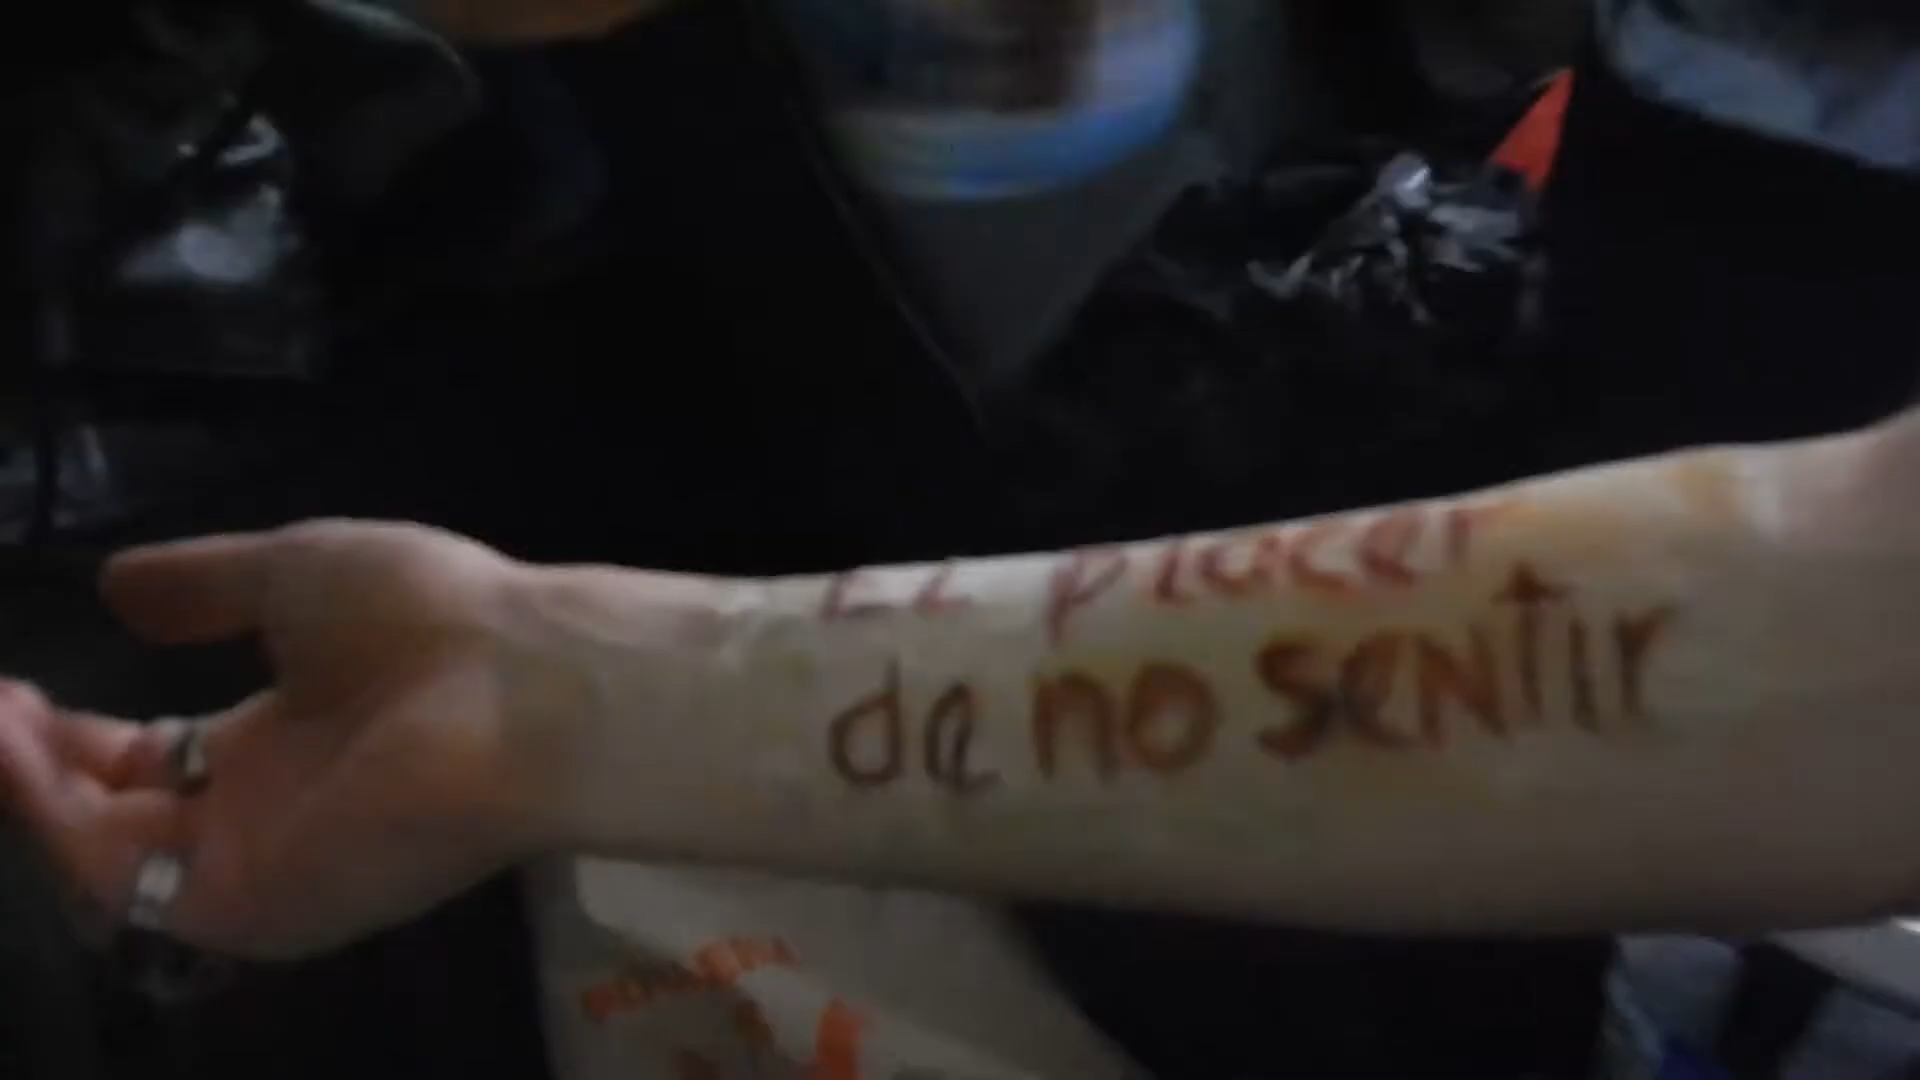 El placer
de no sentir